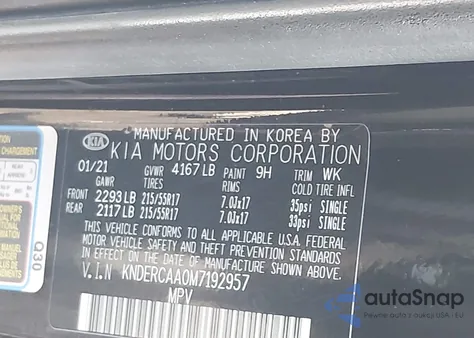 MANUFACTURED IN KOREA BY
KIA KIA MOTORS CORPORATION
01/21 GVWR 4167 LB PAINT 9H TRIM WK
GAWR TIRES RIMS COLD TIRE INFL
FRONT 2293 LB 215/55R17 7.0Jx17 35psi SINGLE
REAR 2117 LB 215/55R17 7.0Jx17 33psi SINGLE
THIS VEHICLE CONFORMS TO ALL APPLICABLE U.S.A FEDERAL
MOTOR VEHICLE SAFETY AND THEFT PREVENTION STANDARDS
IN EFFECT ON THE DATE OF MANUFACTURE SHOWN ABOVE.
V.I.N KNDERCAA0M7192957
MPV
CHARGEMENT
Q30
autoSnap